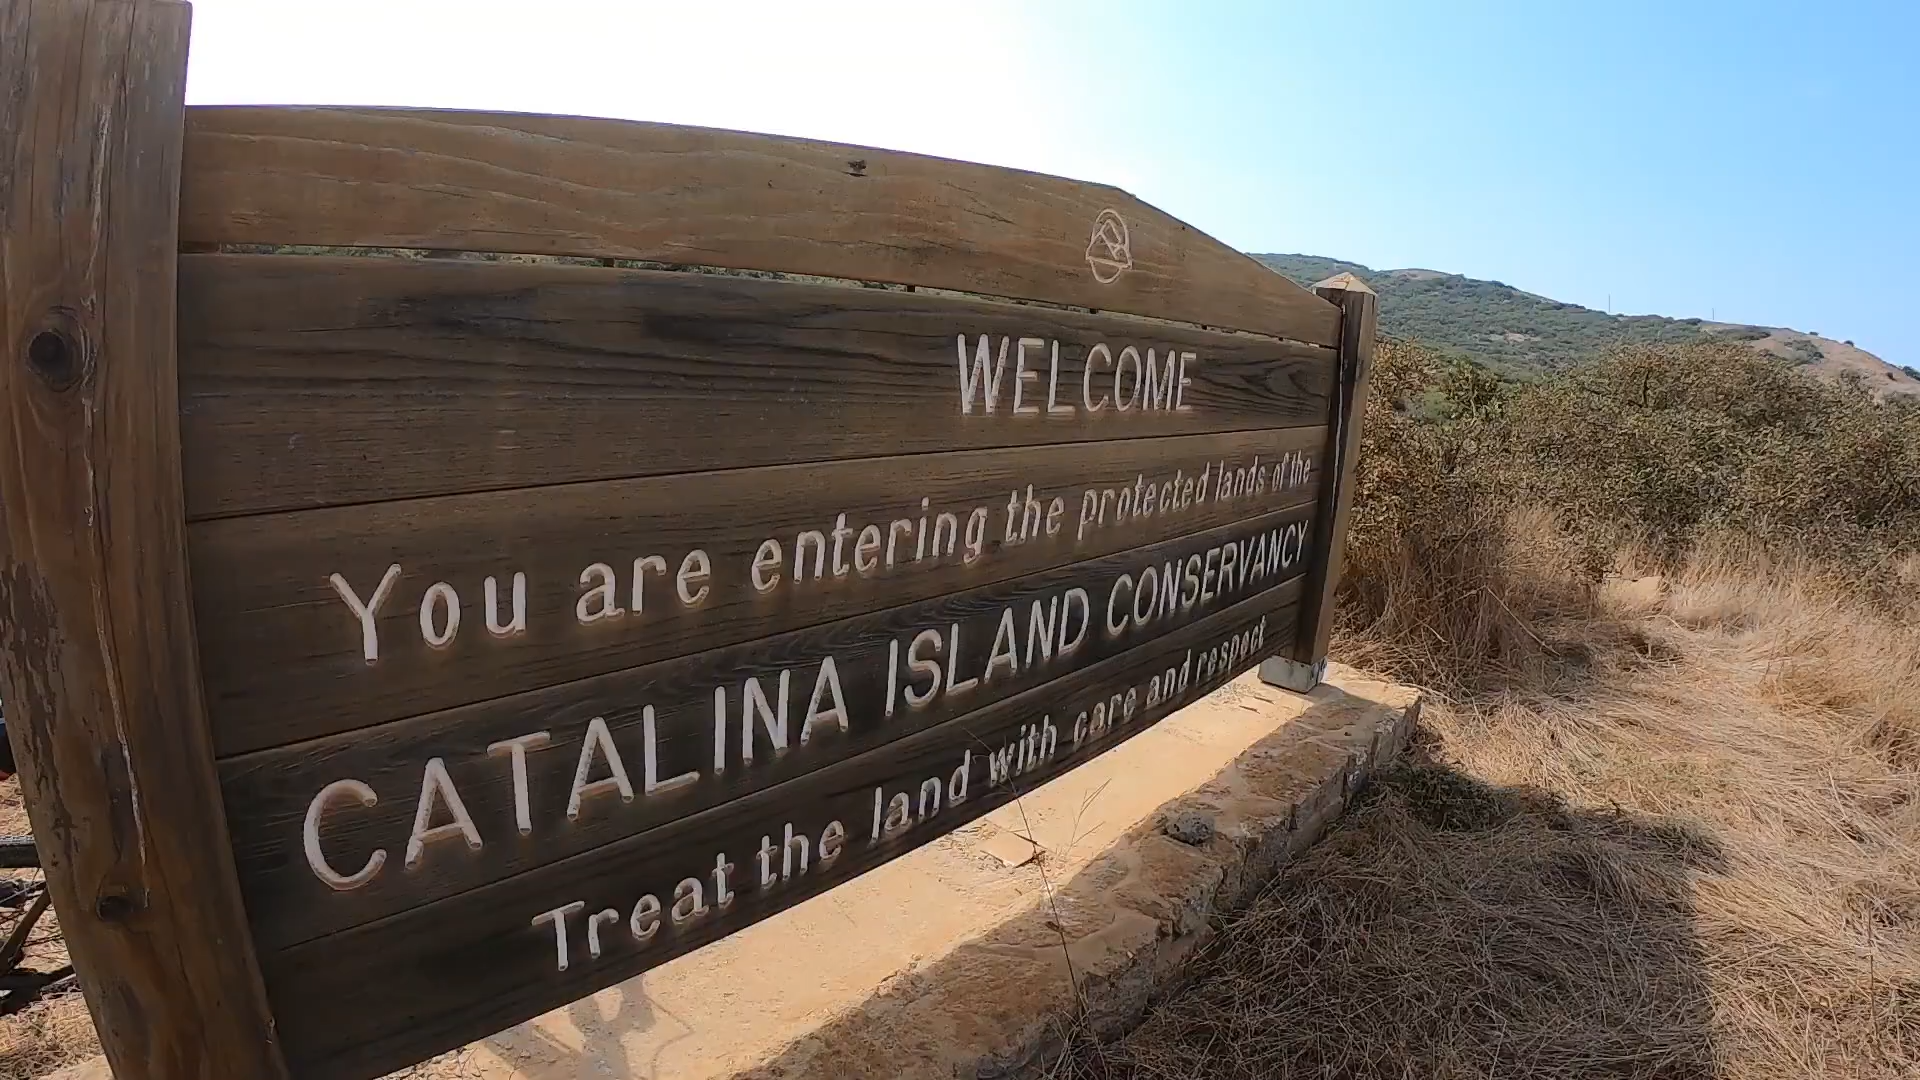 WELCOME
You are entering the protected lands of the
CATALINA ISLAND CONSERVANCY
Treat the land with care and respect